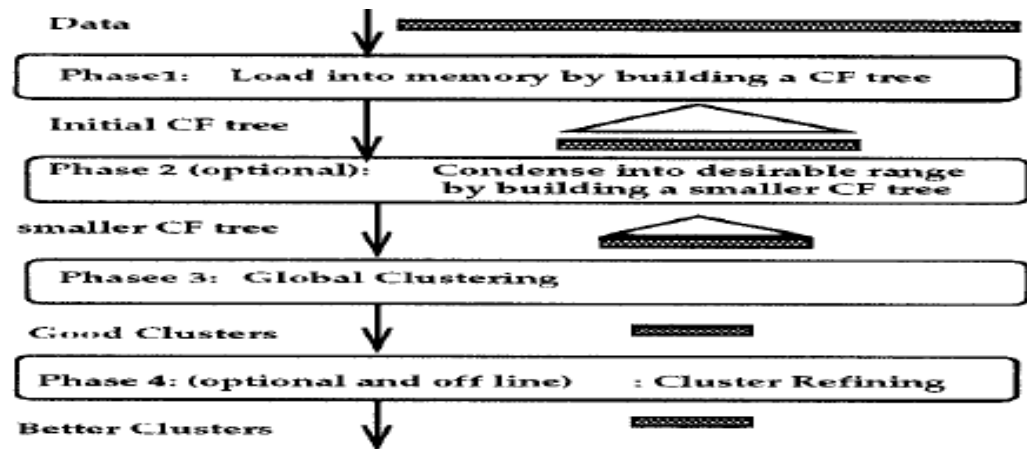 Data
Phase1: Load into memory by building a CF tree
Initial CF tree
Phase 2 (optional): Condense into desirable range
by building a smaller CF tree
smaller CF tree
Phasee 3: Global Clustering
Good Clusters
Phase 4: (optional and off line) : Cluster Refining
Better Clusters